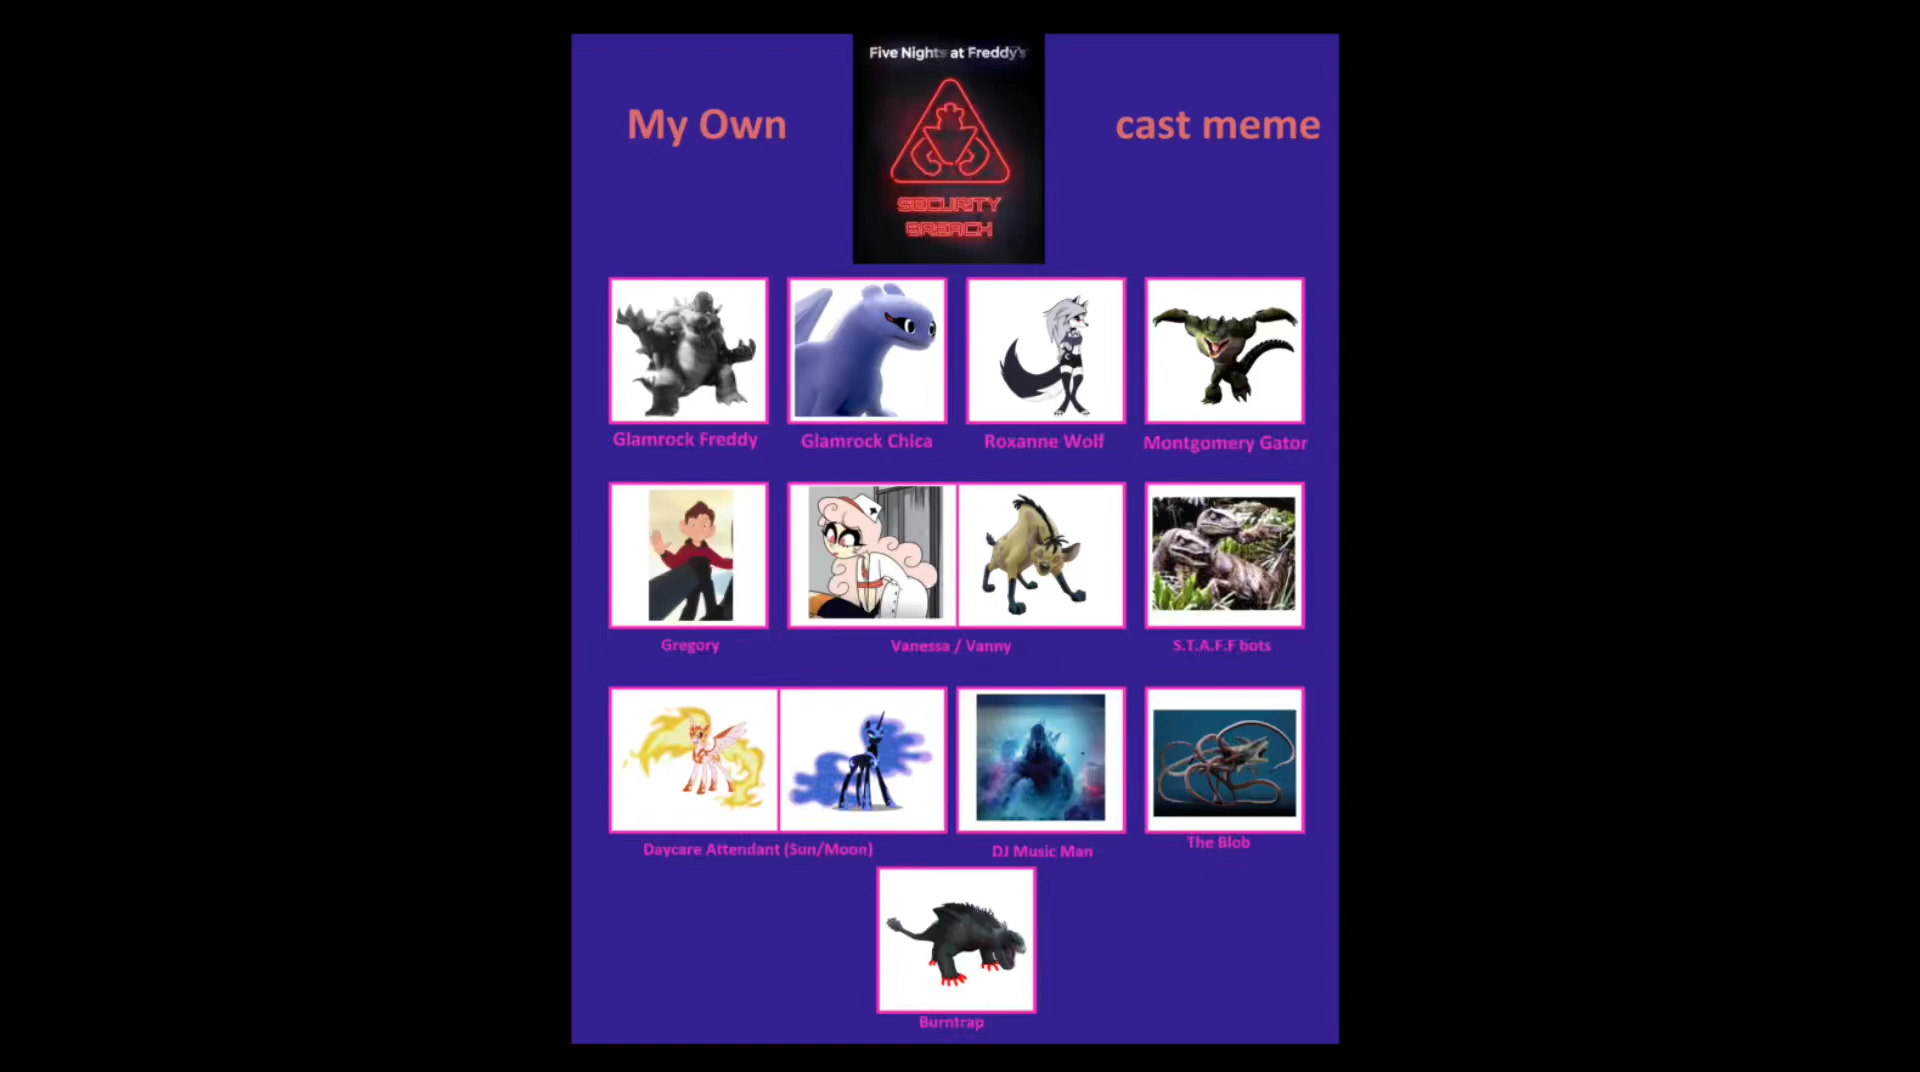 Five Nights at Freddy's
My Own
cast meme
SECURITY
BREACH
Glamrock Freddy
Glamrock Chica
Roxanne Wolf
Montgomery Gator
Gregory
Vanessa / Vanny
S.T.A.F.F bots
Daycare Attendant (Sun/Moon)
DJ Music Man
The Blob
Burntrap